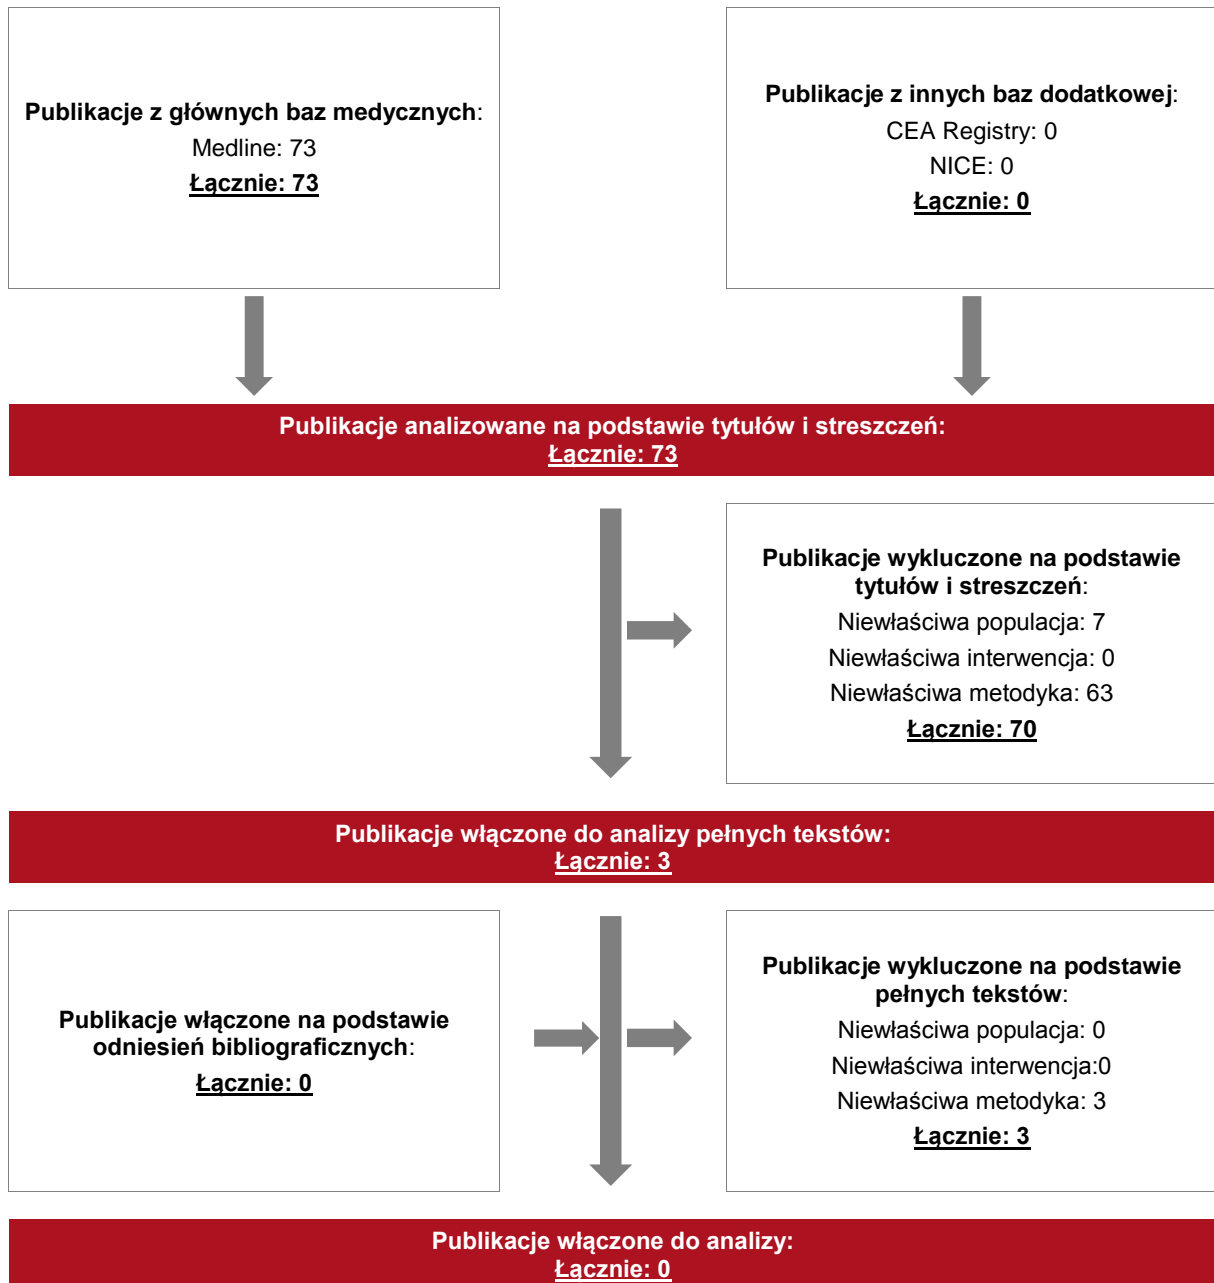 Publikacje z głównych baz medycznych:
Medline: 73
Łącznie: 73
Publikacje z innych baz dodatkowej:
CEA Registry: 0
NICE: 0
Łącznie: 0
Publikacje analizowane na podstawie tytułów i streszczeń:
Łącznie: 73
Publikacje wykluczone na podstawie
tytułów i streszczeń:
Niewłaściwa populacja: 7
Niewłaściwa interwencja: 0
Niewłaściwa metodyka: 63
Łącznie: 70
Publikacje włączone do analizy pełnych tekstów:
Łącznie: 3
Publikacje włączone na podstawie
odniesień bibliograficznych:
Łącznie: 0
Publikacje wykluczone na podstawie
pełnych tekstów:
Niewłaściwa populacja: 0
Niewłaściwa interwencja:0
Niewłaściwa metodyka: 3
Łącznie: 3
Publikacje włączone do analizy:
Łącznie: 0